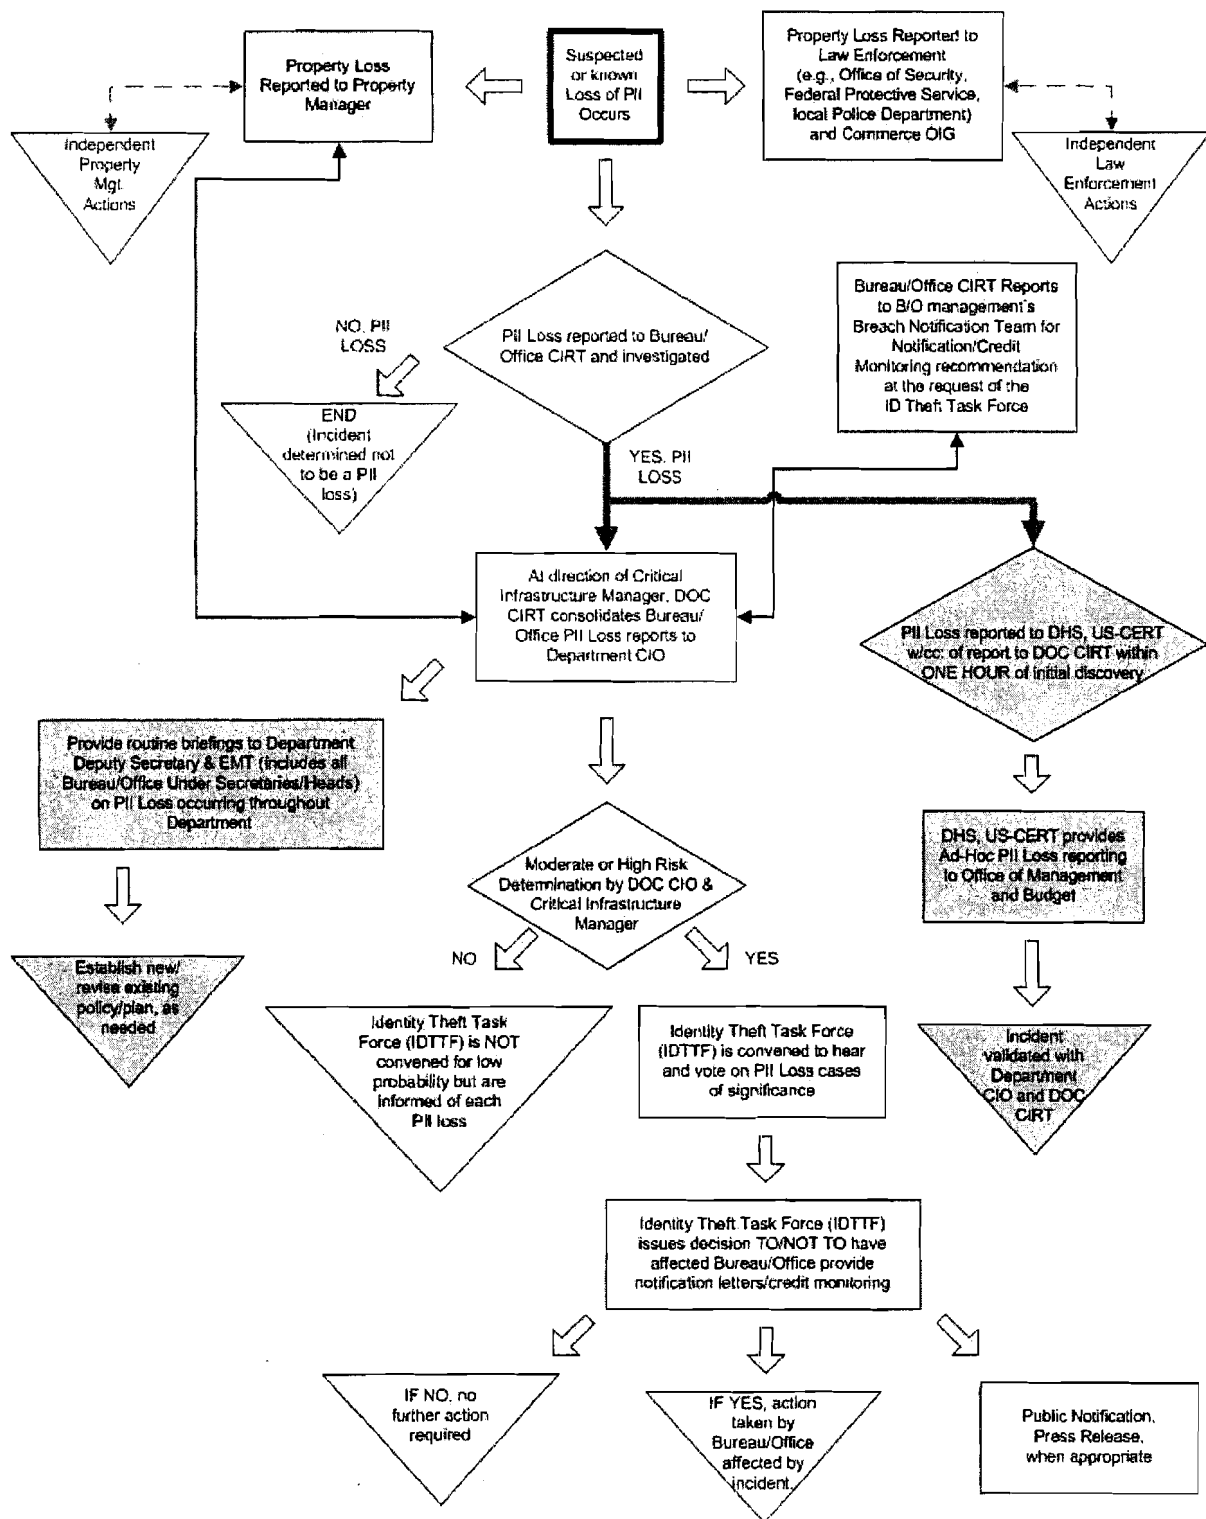 Property Loss
Reported to Property
Manager
Suspected
or known
Loss of PII
Occurs
Property Loss Reported to
Law Enforcement
(e.g., Office of Security,
Federal Protective Service,
local Police Department)
and Commerce OIG
Independent
Property
Mgt.
Actions
Independent
Law
Enforcement
Actions
NO, PII
LOSS
PII Loss reported to Bureau/
Office CIRT and investigated
Bureau/Office CIRT Reports
to B/O management's
Breach Notification Team for
Notification/Credit
Monitoring recommendation
at the request of the
ID Theft Task Force
END
(Incident
determined not
to be a PII
loss)
YES, PII
LOSS
At direction of Critical
Infrastructure Manager, DOC
CIRT consolidates Bureau/
Office PII Loss reports to
Department CIO
PII Loss reported to DHS, US-CERT
w/cc: of report to DOC CIRT within
ONE HOUR of initial discovery
Provide routine briefings to Department
Deputy Secretary & EMT (includes all
Bureau/Office Under Secretaries/Heads)
on PII Loss occurring throughout
Department
Moderate or High Risk
Determination by DOC CIO &
Critical Infrastructure
Manager
DHS, US-CERT provides
Ad-Hoc PII Loss reporting
to Office of Management
and Budget
NO
YES
Establish new/
revise existing
policy/plan, as
needed
Identity Theft Task
Force (IDTTF) is NOT
convened for low
probability but are
informed of each
PII loss
Identity Theft Task Force
(IDTTF) is convened to hear
and vote on PII Loss cases
of significance
Incident
validated with
Department
CIO and DOC
CIRT
Identity Theft Task Force (IDTTF)
issues decision TO/NOT TO have
affected Bureau/Office provide
notification letters/credit monitoring
IF NO, no
further action
required
IF YES, action
taken by
Bureau/Office
affected by
incident.
Public Notification,
Press Release,
when appropriate